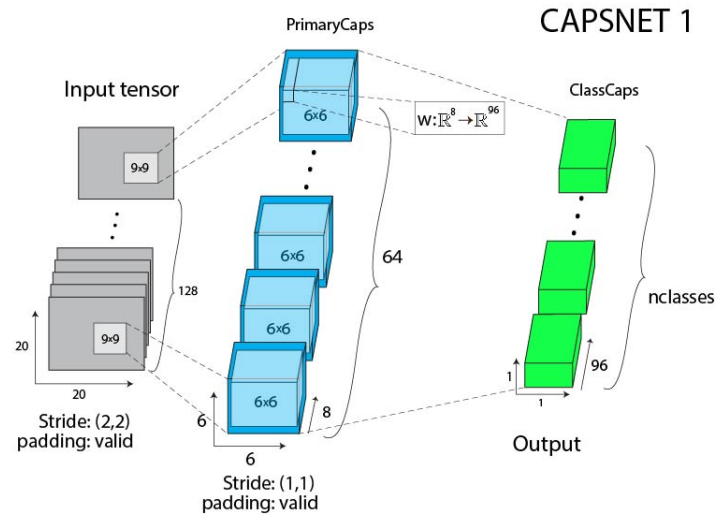 CAPSNET 1
PrimaryCaps
Input tensor
ClassCaps
6x6
w:ℝ⁸→ℝ⁹⁶
9x9
6x6
64
128
nclasses
6x6
20
9x9
96
1
6x6
8
20
6
1
Stride: (2,2)
padding: valid
6
Output
Stride: (1,1)
padding: valid